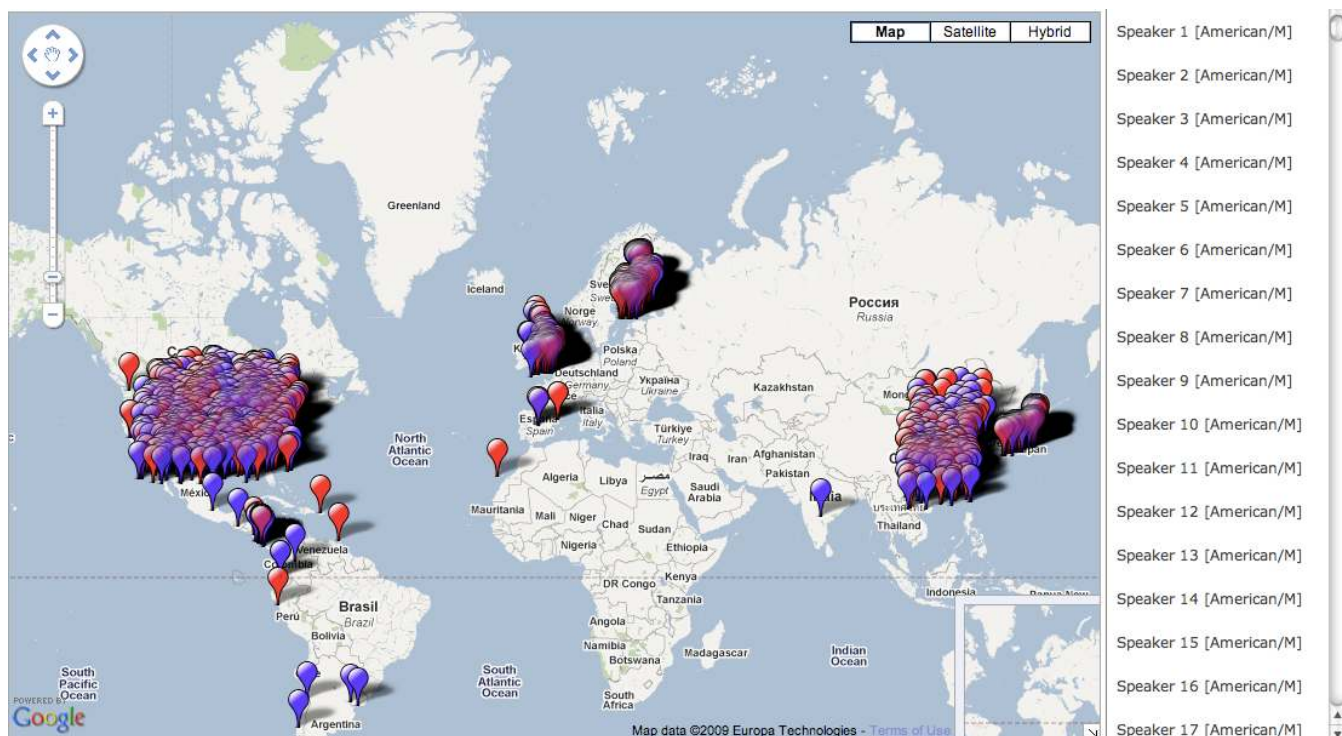 Map
Satellite
Hybrid
Greenland
Iceland
Norge
Norway
Россия
Russia
Polska
Poland
Deutschland
Germany
Україна
Ukraine
Kazakhstan
Italia
Italy
España
Spain
Türkiye
Turkey
North
Atlantic
Ocean
Algeria
Libya
مصر
Egypt
Iraq
Iran
Afghanistan
Pakistan
Saudi
Arabia
India
Thailand
México
Mauritania
Mali
Niger
Chad
Sudan
Nigeria
Ethiopia
Venezuela
Colombia
Kenya
DR Congo
Tanzania
Indonesia
Papua New
Perú
Brasil
Brazil
Bolivia
Angola
Namibia
Botswana
Madagascar
South
Africa
Indian
Ocean
South
Pacific
Ocean
South
Atlantic
Ocean
Argentina
POWERED BY
Google
Map data ©2009 Europa Technologies - Terms of Use
Speaker 1 [American/M]
Speaker 2 [American/M]
Speaker 3 [American/M]
Speaker 4 [American/M]
Speaker 5 [American/M]
Speaker 6 [American/M]
Speaker 7 [American/M]
Speaker 8 [American/M]
Speaker 9 [American/M]
Speaker 10 [American/M]
Speaker 11 [American/M]
Speaker 12 [American/M]
Speaker 13 [American/M]
Speaker 14 [American/M]
Speaker 15 [American/M]
Speaker 16 [American/M]
Speaker 17 [American/M]